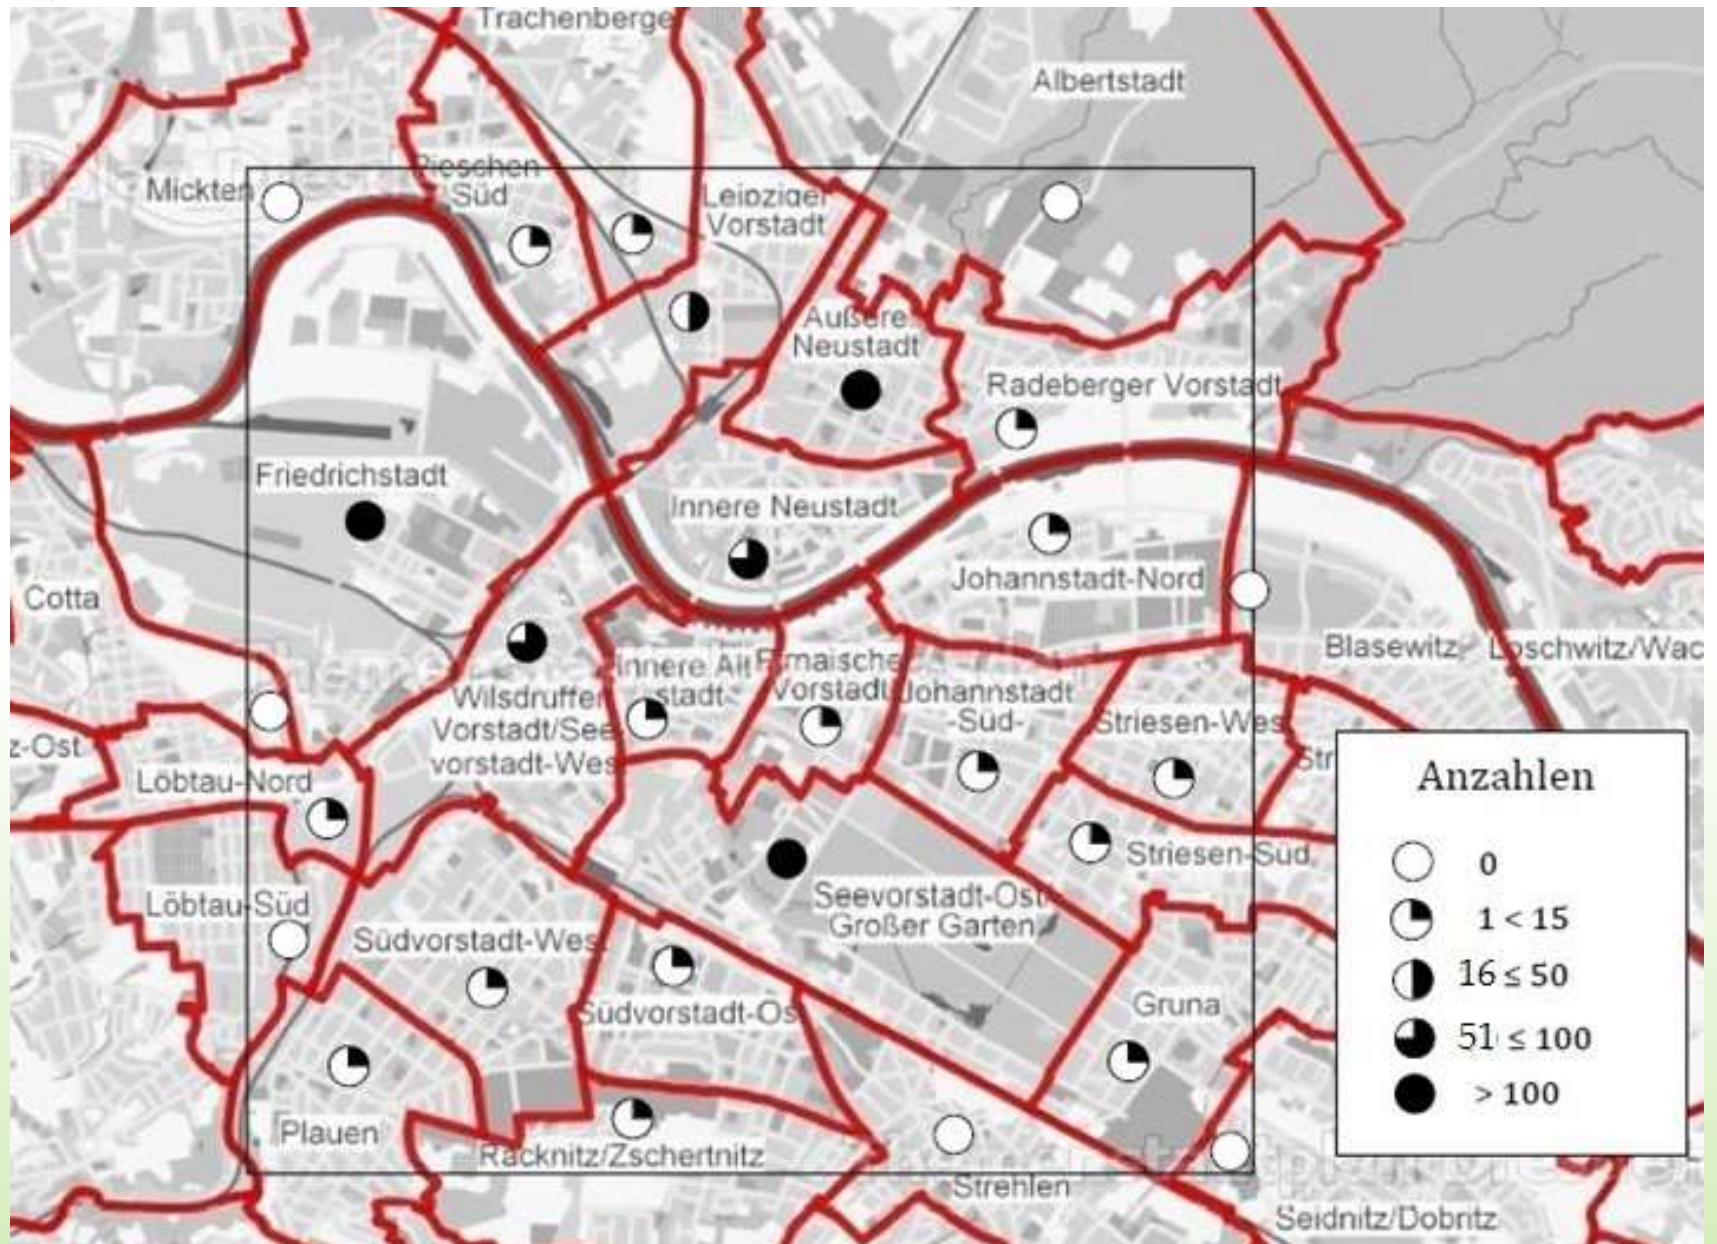 Trachenberge
Albertstadt
Pieschen
Süd
Mickten
Leipziger
Vorstadt
Äußere
Neustadt
Radeberger Vorstadt
Friedrichstadt
Innere Neustadt
Johannstadt-Nord
Cotta
Blasewitz
Loschwitz/Wac
Innere Alt
-stadt-
Pirnaische
Vorstadt
Wilsdruffer
Vorstadt/See
vorstadt-Wes
Johannstadt
-Süd-
Striesen-Wes
z-Ost
Str
Löbtau-Nord
Striesen-Süd
Seevorstadt-Ost
Großer Garten
Löbtau-Süd
Südvorstadt-West
Südvorstadt-Os
Gruna
Plauen
Räcknitz/Zschertnitz
Strehlen
Seidnitz/Dobritz
Anzahlen
0
1 < 15
16 ≤ 50
51 ≤ 100
> 100